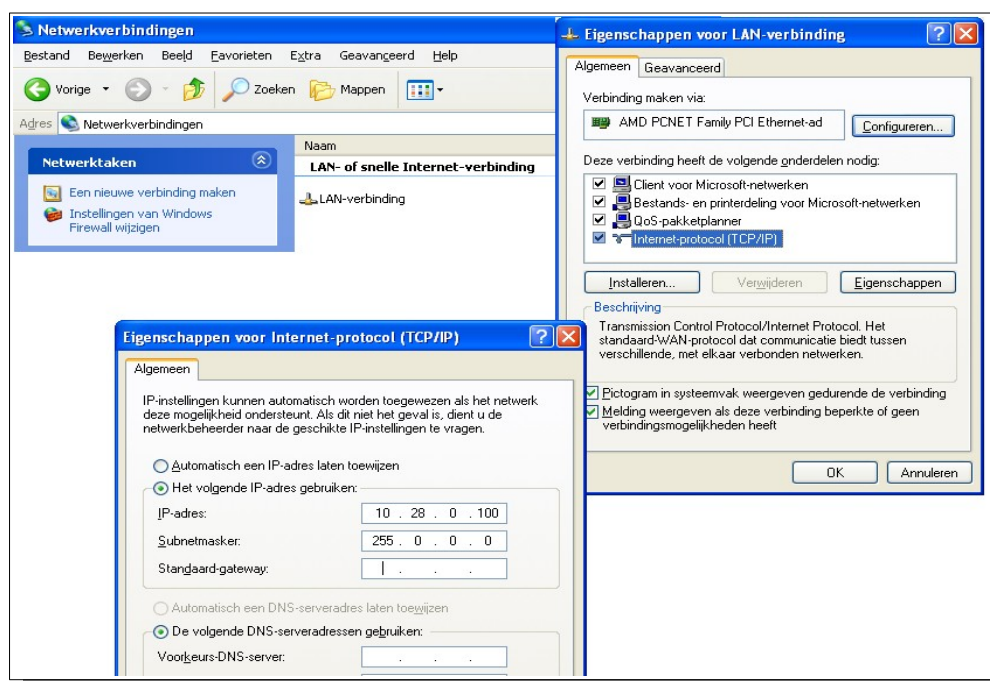 Netwerkverbindingen
Bestand Bewerken Beeld Favorieten Extra Geavanceerd Help
Vorige Zoeken Mappen
Adres Netwerkverbindingen
Netwerktaken
Een nieuwe verbinding maken
Instellingen van Windows
Firewall wijzigen
Naam
LAN- of snelle Internet-verbinding
LAN-verbinding
Eigenschappen voor LAN-verbinding
Algemeen Geavanceerd
Verbinding maken via:
AMD PCNET Family PCI Ethernet-ad Configureren...
Deze verbinding heeft de volgende onderdelen nodig:
Client voor Microsoft-netwerken
Bestands- en printerdeling voor Microsoft-netwerken
QoS-pakketplanner
Internet-protocol (TCP/IP)
Installeren... Verwijderen Eigenschappen
Beschrijving
Transmission Control Protocol/Internet Protocol. Het
standaard-WAN-protocol dat communicatie biedt tussen
verschillende, met elkaar verbonden netwerken.
Pictogram in systeemvak weergeven gedurende de verbinding
Melding weergeven als deze verbinding beperkte of geen
verbindingsmogelijkheden heeft
OK Annuleren
Eigenschappen voor Internet-protocol (TCP/IP)
Algemeen
IP-instellingen kunnen automatisch worden toegewezen als het netwerk
deze mogelijkheid ondersteunt. Als dit niet het geval is, dient u de
netwerkbeheerder naar de geschikte IP-instellingen te vragen.
Automatisch een IP-adres laten toewijzen
Het volgende IP-adres gebruiken:
IP-adres: 10 . 28 . 0 . 100
Subnetmasker: 255 . 0 . 0 . 0
Standaard-gateway: . . .
Automatisch een DNS-serveradres laten toewijzen
De volgende DNS-serveradressen gebruiken:
Voorkeurs-DNS-server: . . .